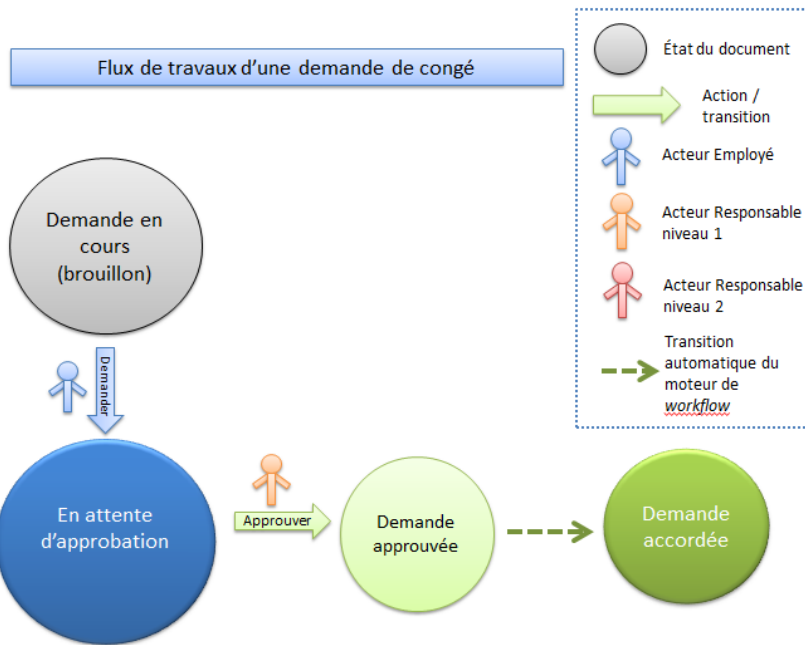 Flux de travaux d’une demande de congé
État du document
Action /
transition
Acteur Employé
Acteur Responsable
niveau 1
Acteur Responsable
niveau 2
Transition
automatique du
moteur de
workflow
Demande en
cours
(brouillon)
Demander
En attente
d’approbation
Approuver
Demande
approuvée
Demande
accordée